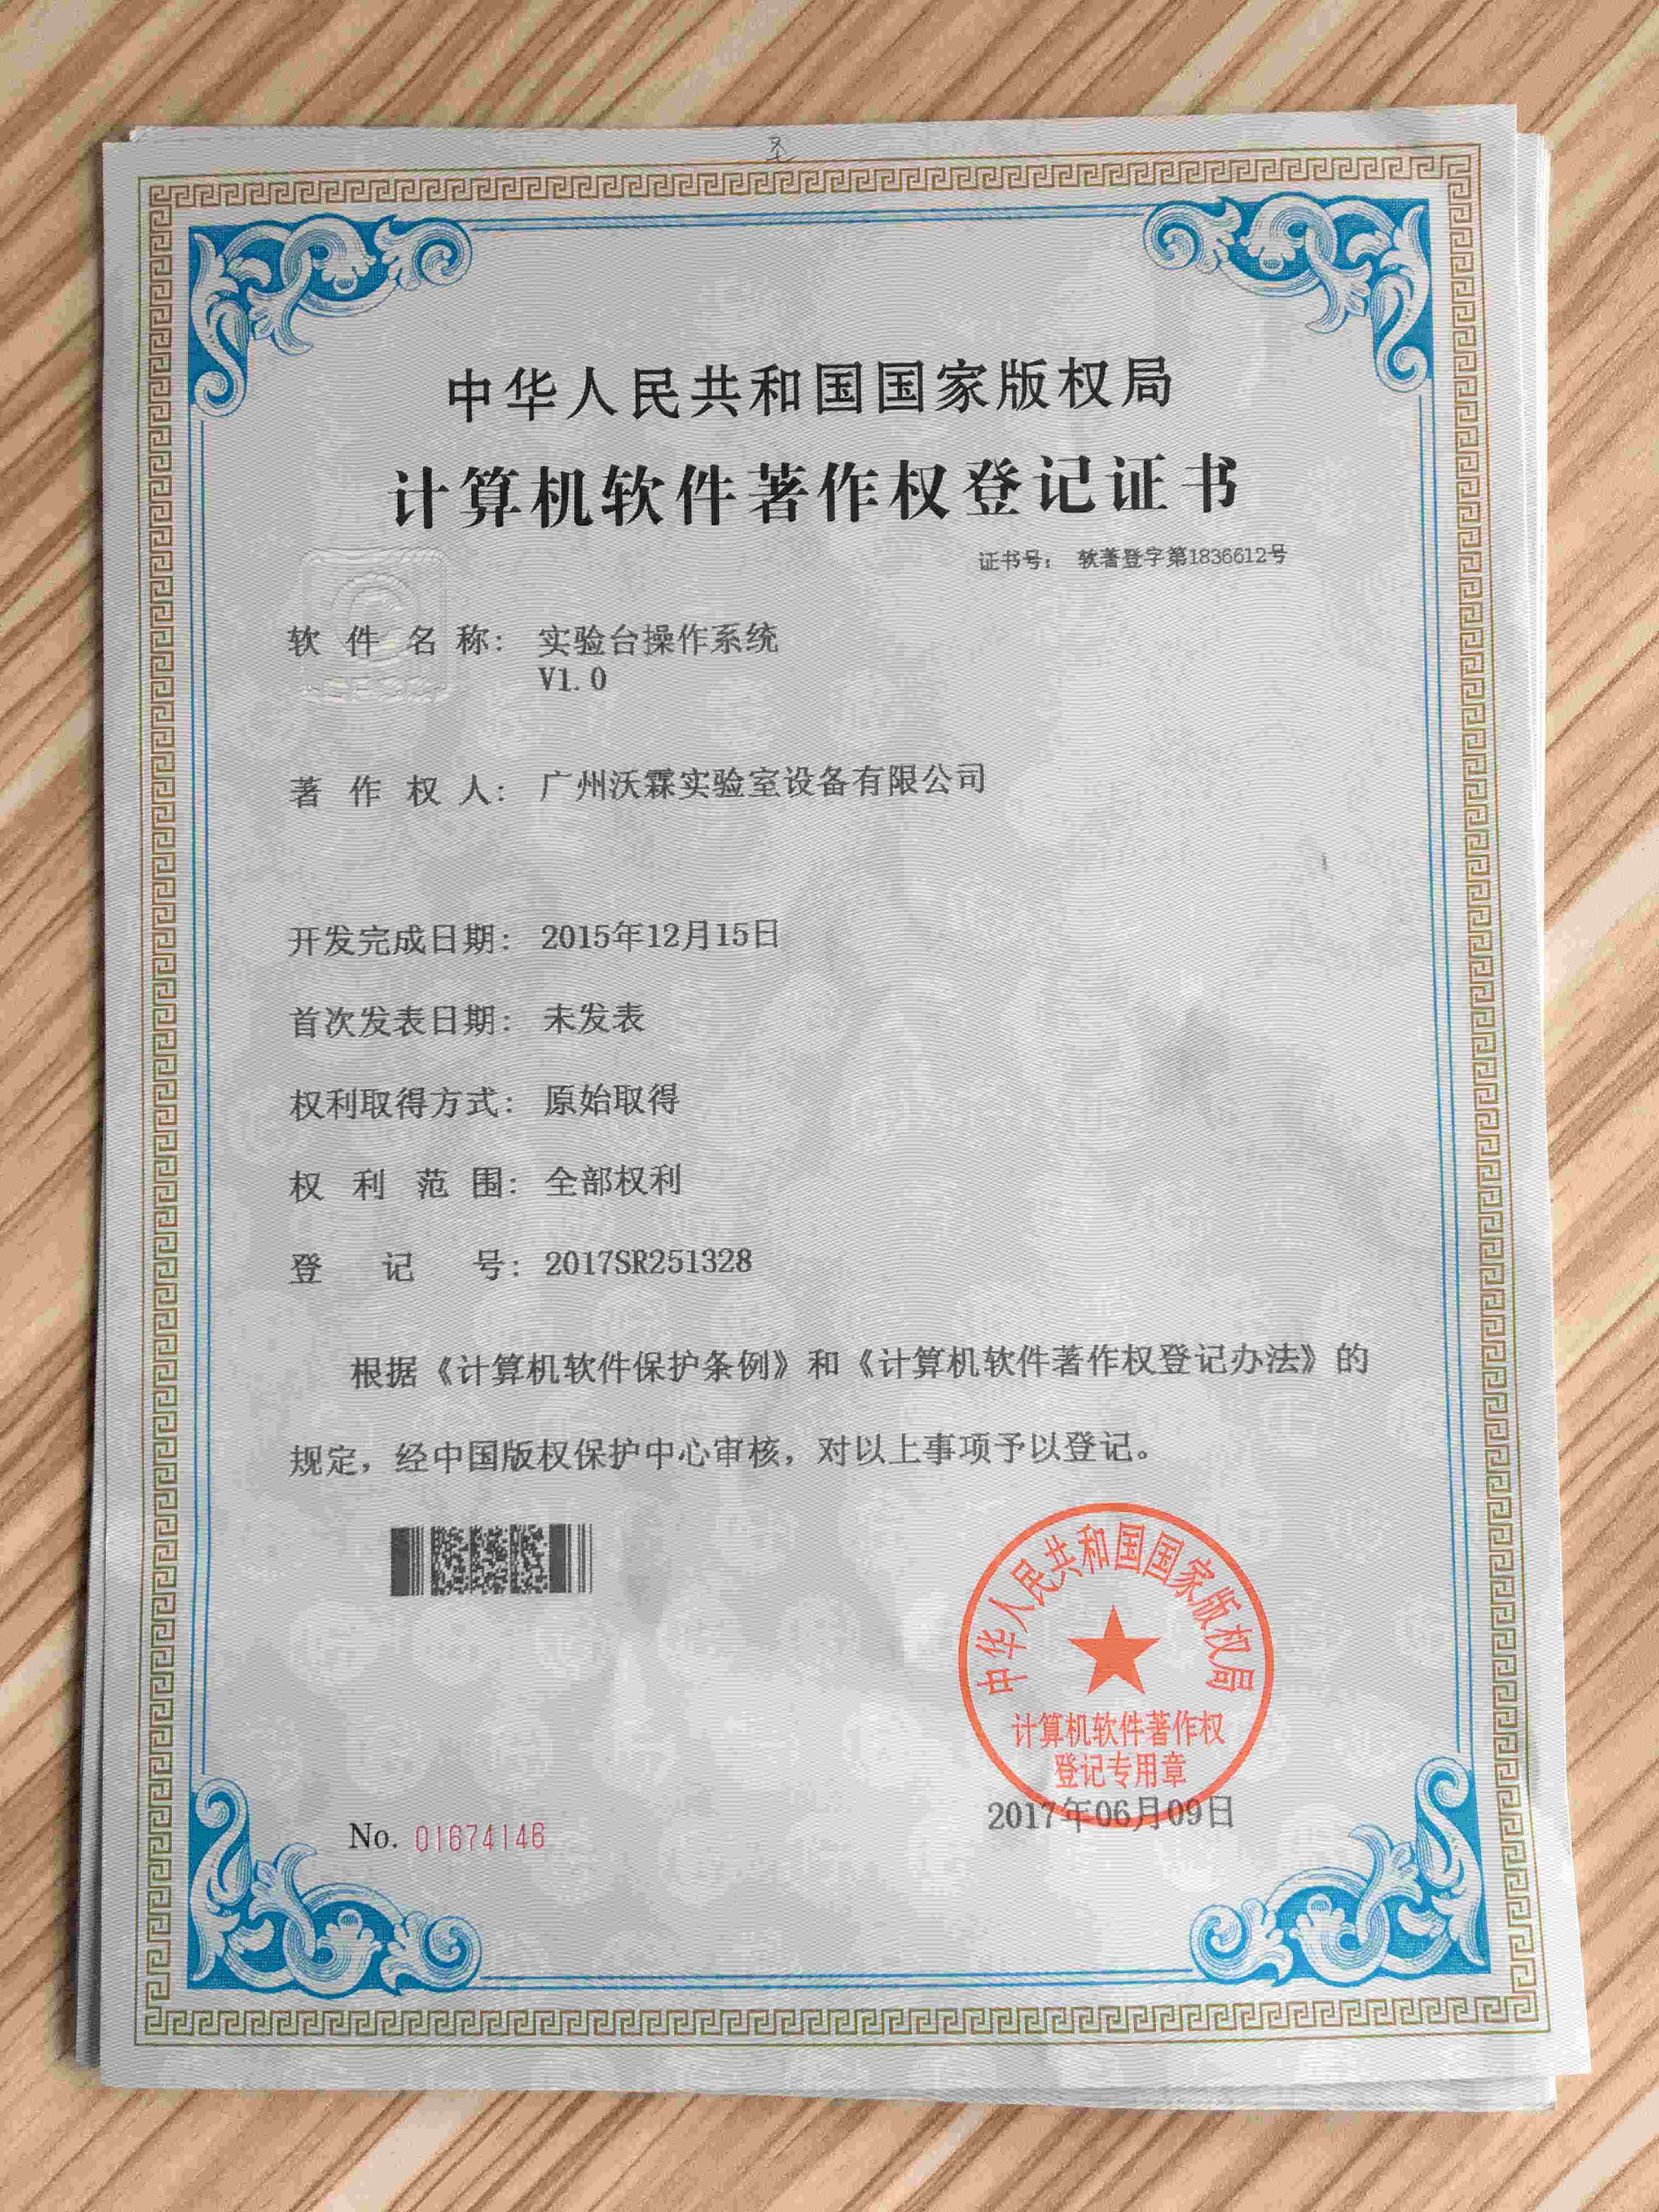 中华人民共和国国家版权局
计算机软件著作权登记证书
证书号: 软著登字第1836612号
软件名称: 实验台操作系统
V1.0
著作权人: 广州沃霖实验室设备有限公司
开发完成日期: 2015年12月15日
首次发表日期: 未发表
权利取得方式: 原始取得
权利范围: 全部权利
登记号: 2017SR251328
根据《计算机软件保护条例》和《计算机软件著作权登记办法》的
规定，经中国版权保护中心审核，对以上事项予以登记。
中华人民共和国国家版权局
计算机软件著作权
登记专用章
2017年06月09日
No. 01674146